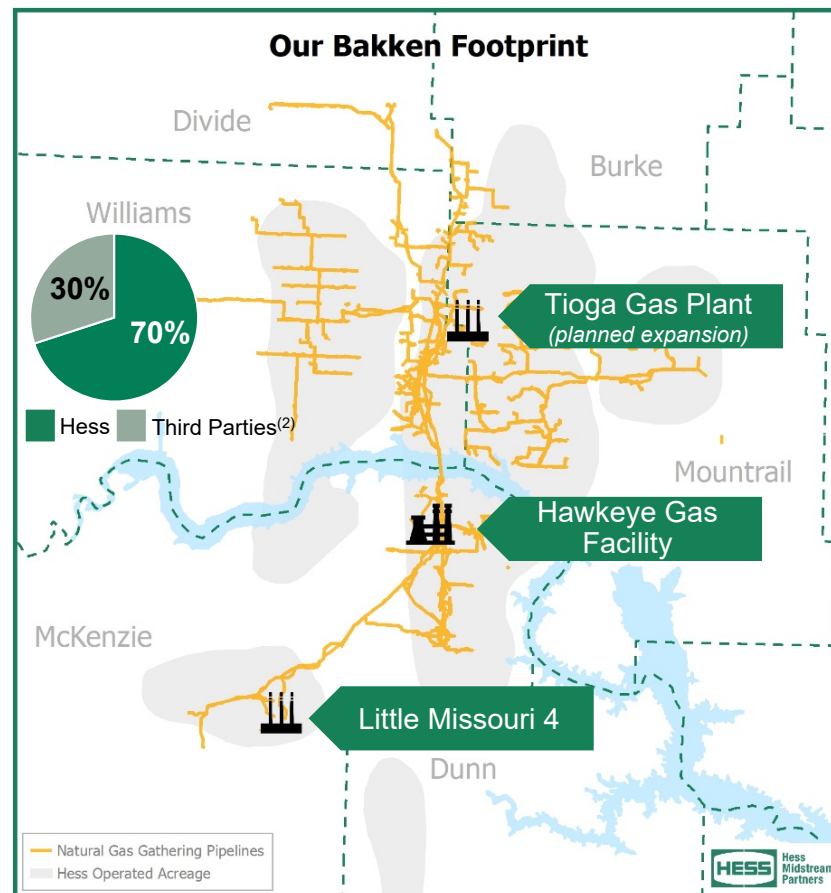 Our Bakken Footprint
Divide
Burke
Williams
30%
70%
Tioga Gas Plant
(planned expansion)
Hess
Third Parties(2)
Mountrail
Hawkeye Gas
Facility
McKenzie
Little Missouri 4
Dunn
Natural Gas Gathering Pipelines
Hess Operated Acreage
HESS
Hess
Midstream
Partners